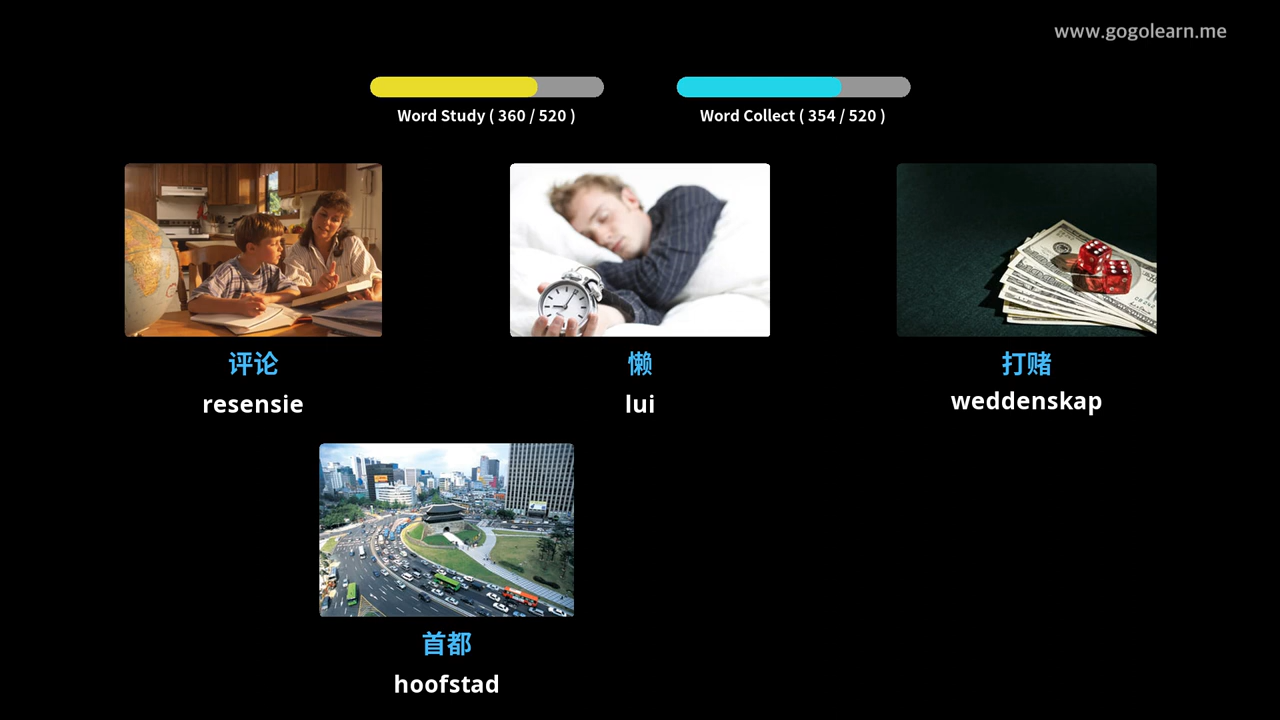 www.gogolearn.me
Word Study ( 360 / 520 )
Word Collect ( 354 / 520 )
评论
resensie
懒
lui
打赌
weddenskap
首都
hoofstad